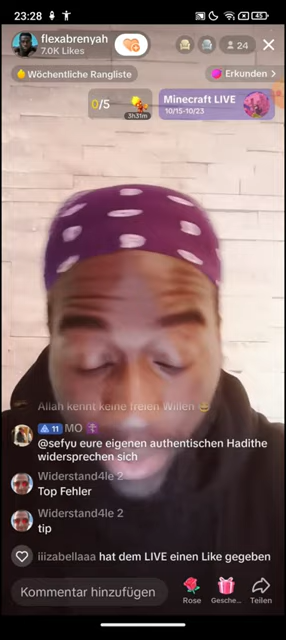 23:28
45
flexabrenyah
7.0K Likes
24
Wöchentliche Rangliste
Erkunden
0/5
3h31m
Minecraft LIVE
10/15-10/23
Allah kennt keine freien Willen
11 MO
@sefyu eure eigenen authentischen Hadithe
widersprechen sich
Widerstand4le 2
Top Fehler
Widerstand4le 2
tip
iiizabellaaa hat dem LIVE einen Like gegeben
Kommentar hinzufügen
Rose
Gesche...
Teilen